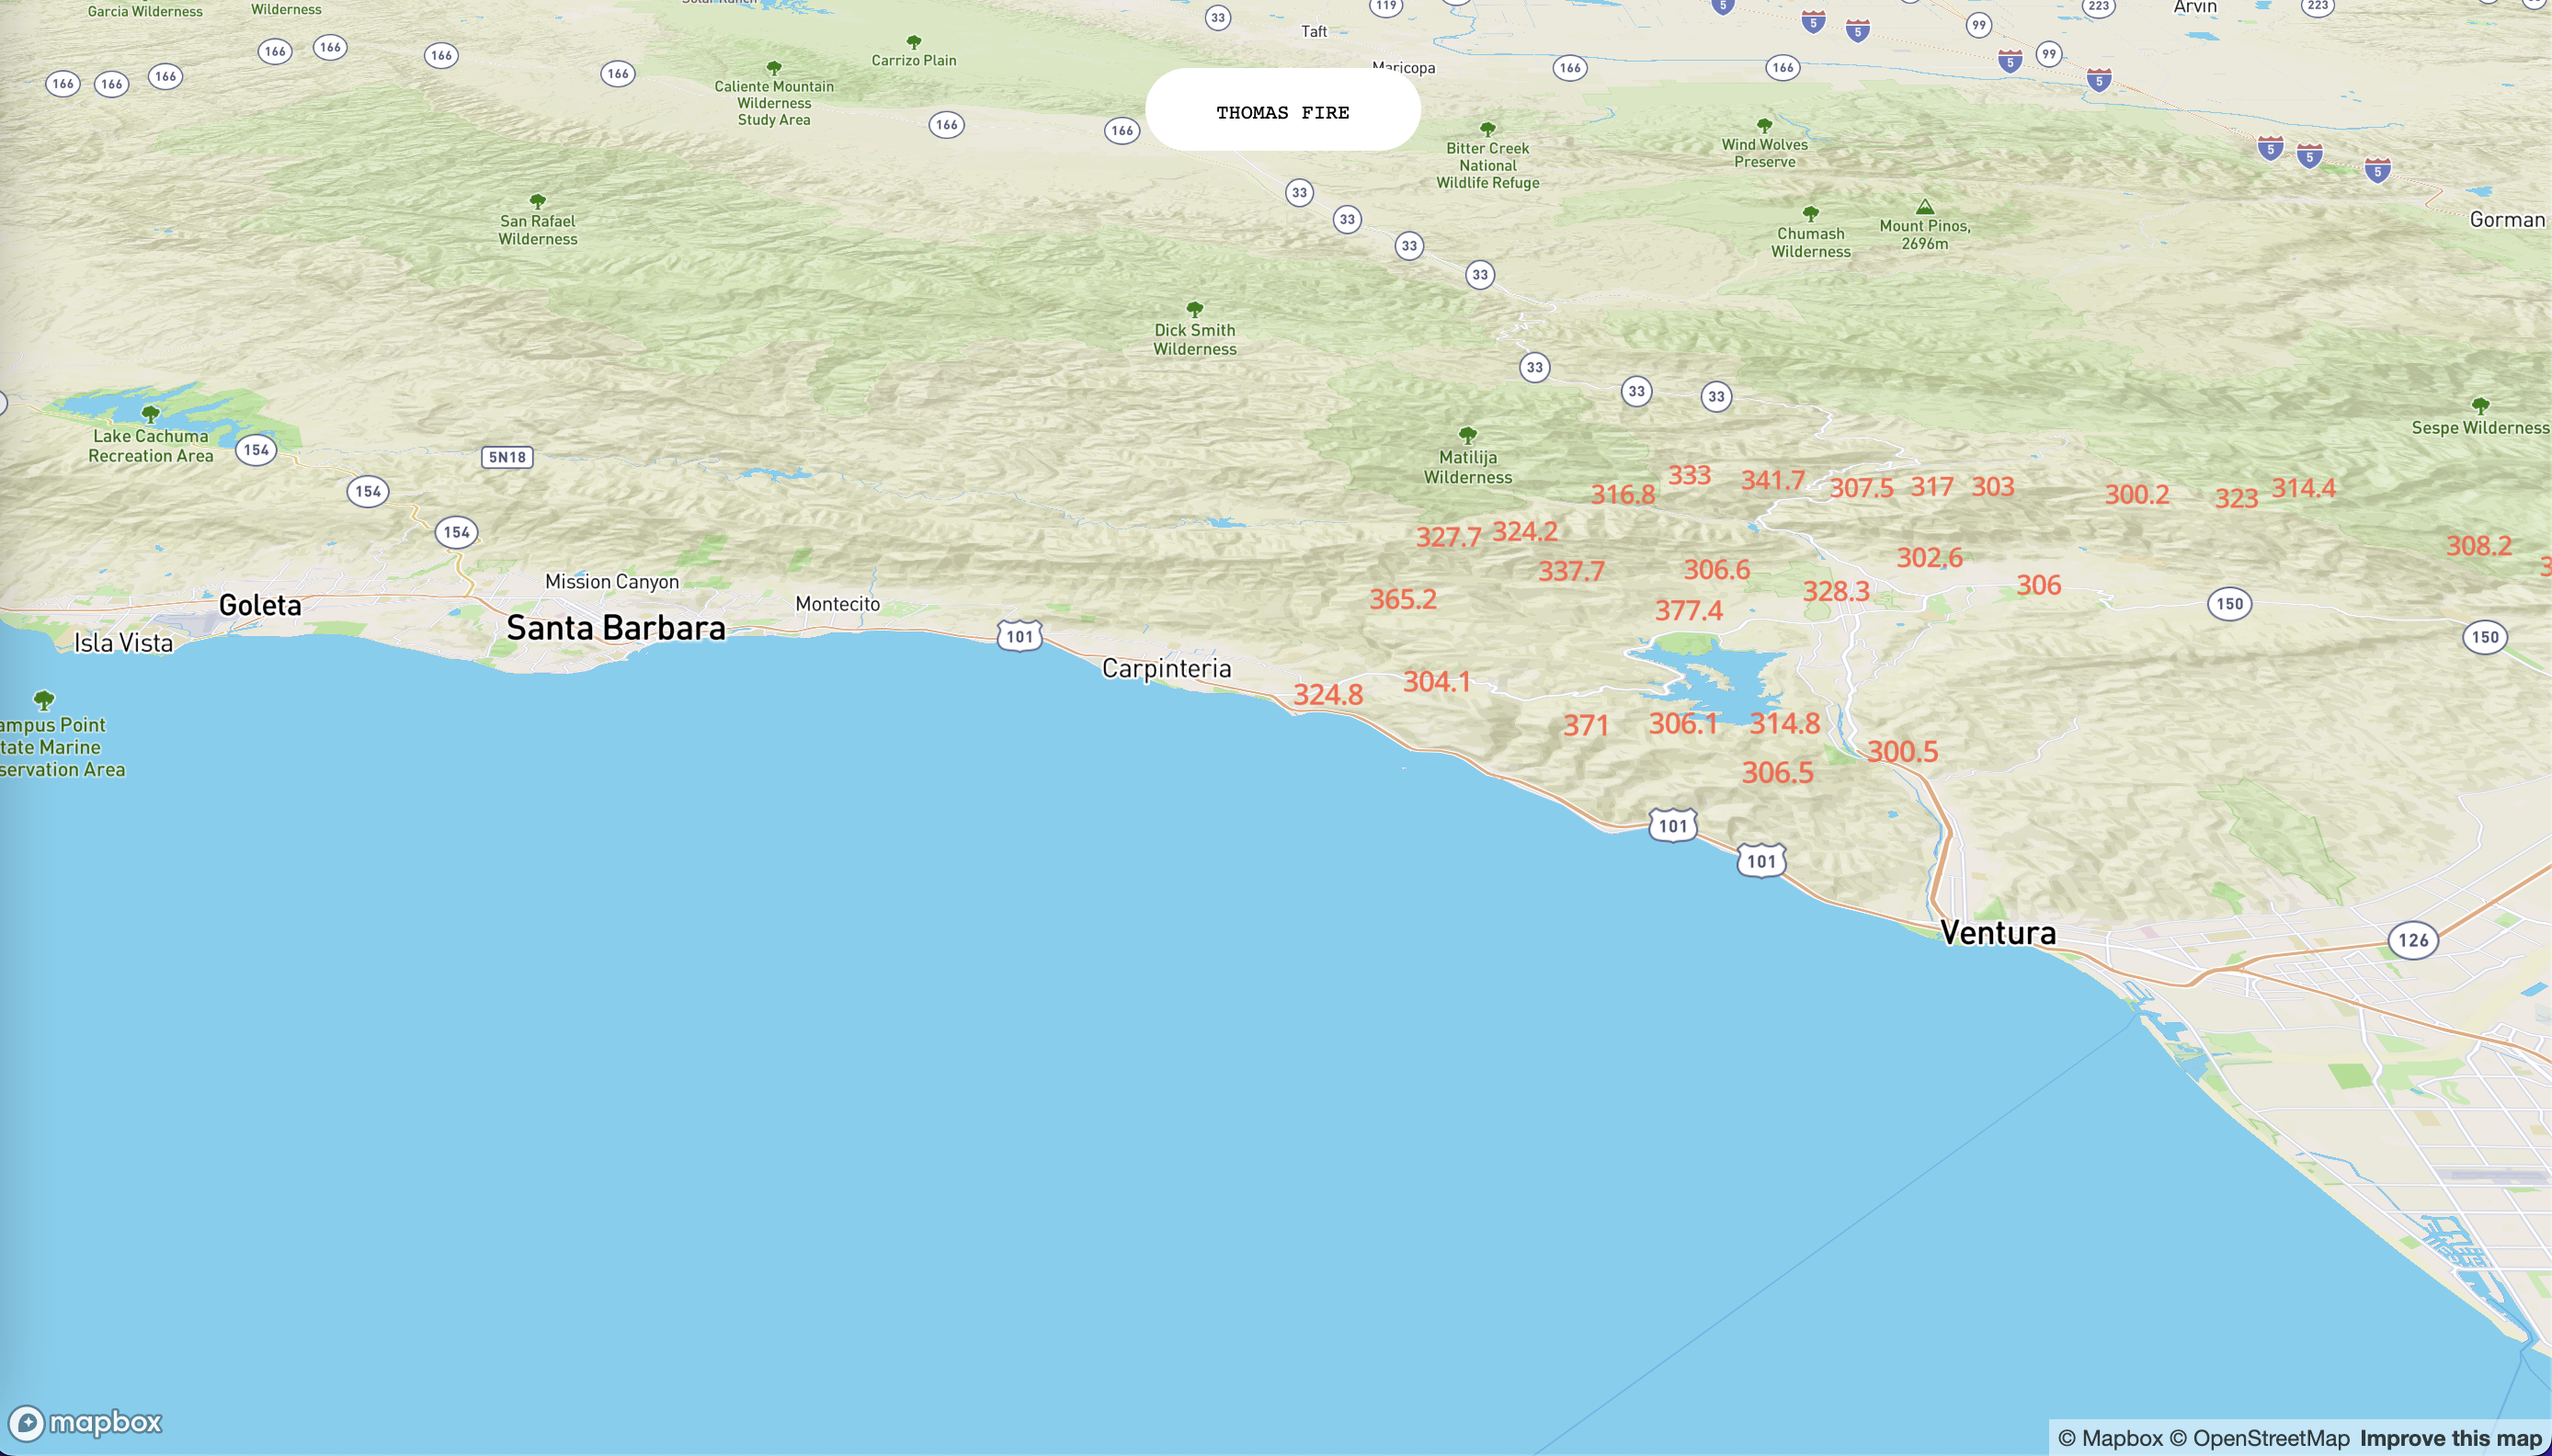 Garcia Wilderness
Wilderness
33
119
Taft
5
5
5
99
223
Arvin
223
166
166
166
166
166
166
166
Carrizo Plain
Caliente Mountain
Wilderness
Study Area
Maricopa
166
166
5
99
5
166
166
THOMAS FIRE
Bitter Creek
National
Wildlife Refuge
Wind Wolves
Preserve
5
5
5
San Rafael
Wilderness
33
33
33
33
Chumash
Wilderness
Mount Pinos,
2696m
Gorman
Dick Smith
Wilderness
33
33
33
Lake Cachuma
Recreation Area
154
5N18
154
154
Matilija
Wilderness
Sespe Wilderness
316.8
333
341.7
307.5
317
303
300.2
323
314.4
327.7
324.2
308.2
337.7
306.6
302.6
365.2
377.4
328.3
306
150
150
Mission Canyon
Goleta
Montecito
Santa Barbara
Isla Vista
101
Carpinteria
324.8
304.1
371
306.1
314.8
300.5
306.5
ampus Point
tate Marine
servation Area
101
101
Ventura
126
mapbox
© Mapbox © OpenStreetMap Improve this map